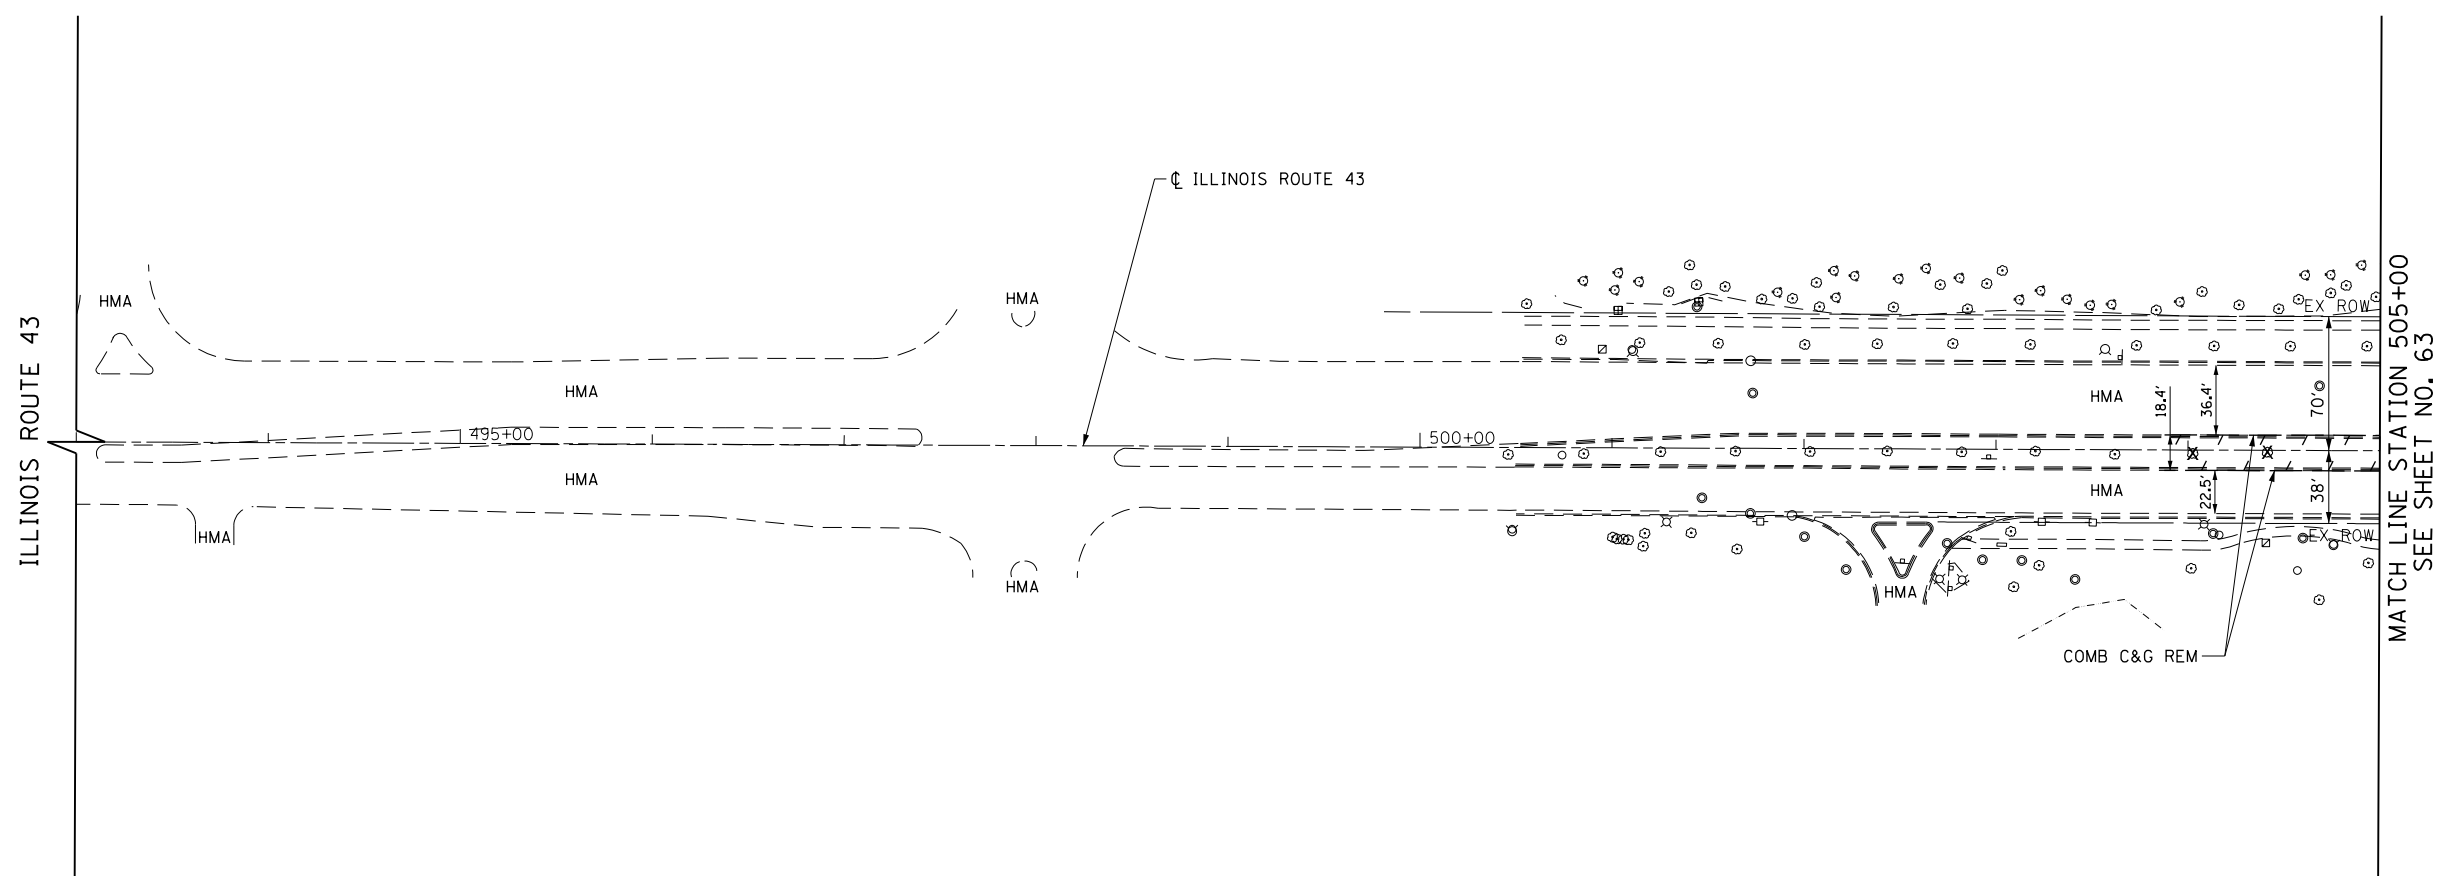 ILLINOIS ROUTE 43
HMA
HMA
℄ ILLINOIS ROUTE 43
HMA
495+00
500+00
HMA
HMA
HMA
EX ROW
HMA
18.4'
36.4'
70'
HMA
22.5'
38'
EX ROW
HMA
COMB C&G REM
MATCH LINE STATION 505+00
SEE SHEET NO. 63